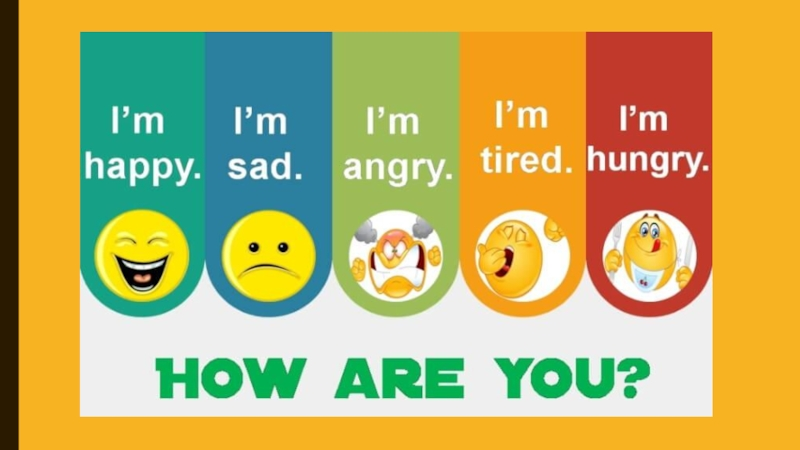 I'm
happy.
I'm
sad.
I'm
angry.
I'm
tired.
I'm
hungry.
HOW ARE YOU?